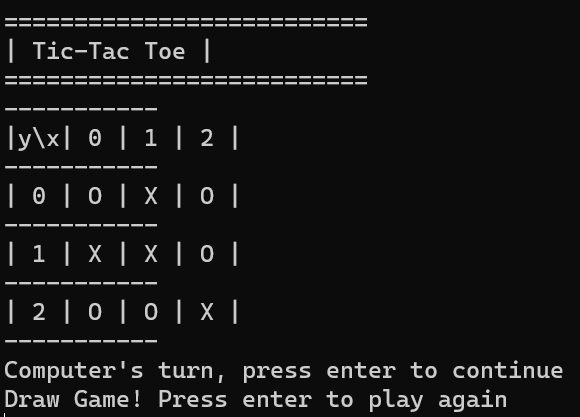 ==========================
| Tic-Tac Toe |
==========================
-----------
|y\x| 0 | 1 | 2 |
-----------
| 0 | O | X | O |
-----------
| 1 | X | X | O |
-----------
| 2 | O | O | X |
-----------
Computer's turn, press enter to continue
Draw Game! Press enter to play again